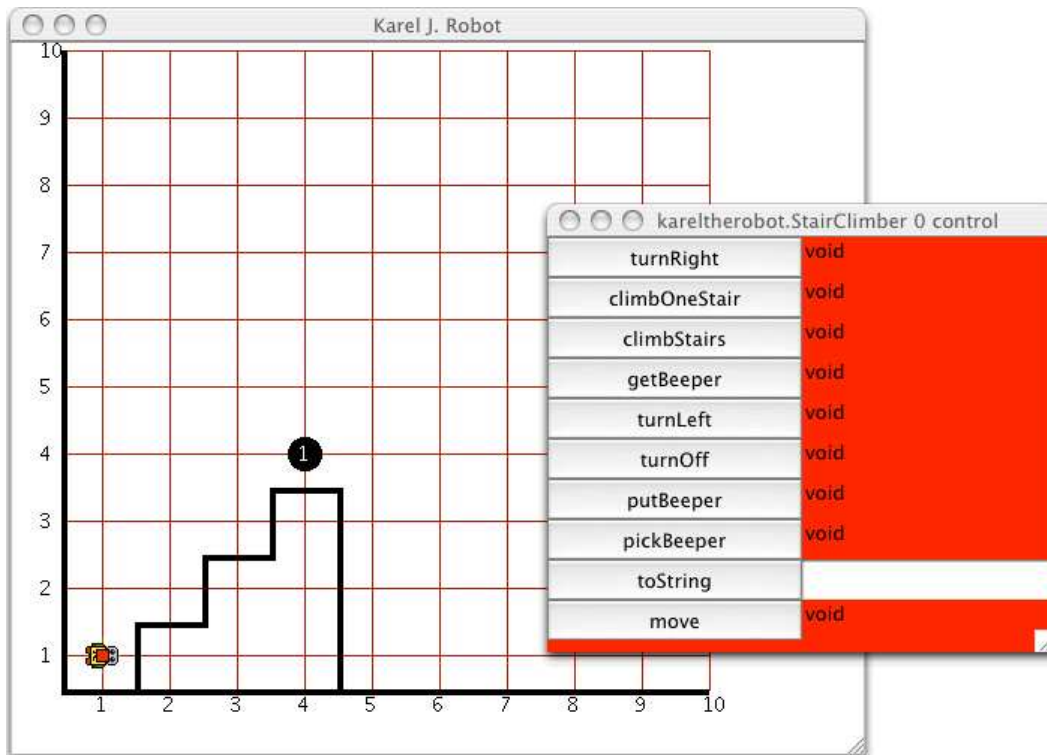 Karel J. Robot
10
9
8
7
6
5
4
3
2
1
1
1 2 3 4 5 6 7 8 9 10
kareltherobot.StairClimber 0 control
turnRight void
climbOneStair void
climbStairs void
getBeeper void
turnLeft void
turnOff void
putBeeper void
pickBeeper void
toString
move void